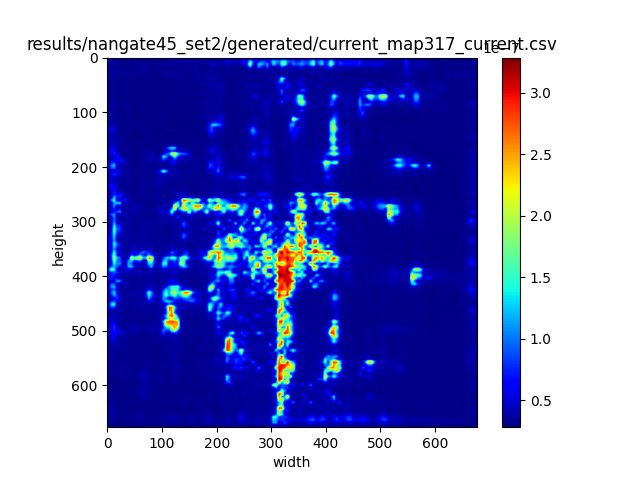 results/nangate45_set2/generated/current_map317_current.csv
1e−7
0
100
200
300
400
500
600
height
0 100 200 300 400 500 600
width
3.0
2.5
2.0
1.5
1.0
0.5